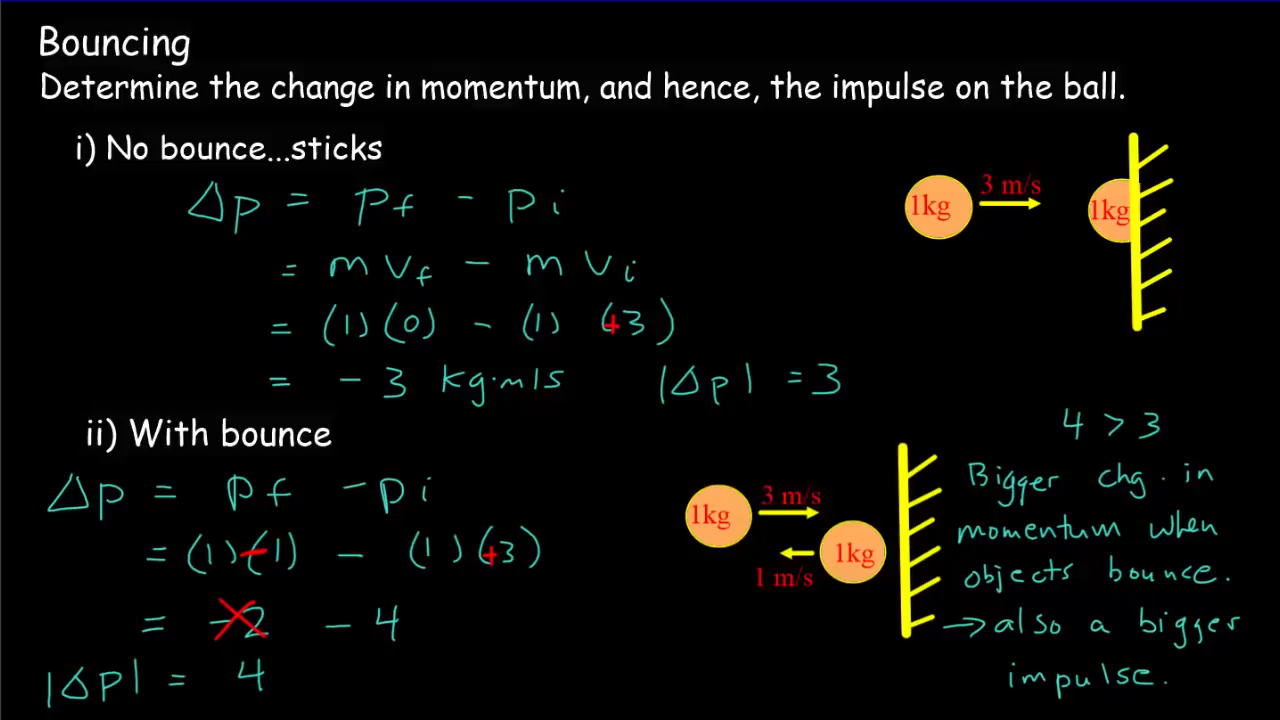 Bouncing
Determine the change in momentum, and hence, the impulse on the ball.
i) No bounce...sticks
Δp = pf - pi
= m vf - m vi
= (1)(0) - (1) (+3)
= - 3 kg·m/s |Δp| = 3
1kg 3 m/s 1kg
ii) With bounce
Δp = pf - pi
= (1)-(1) - (1)(+3)
= -2 - 4
|Δp| = 4
1kg 3 m/s
1kg
1 m/s
4 > 3
Bigger chg. in
momentum when
objects bounce.
→ also a bigger
impulse.